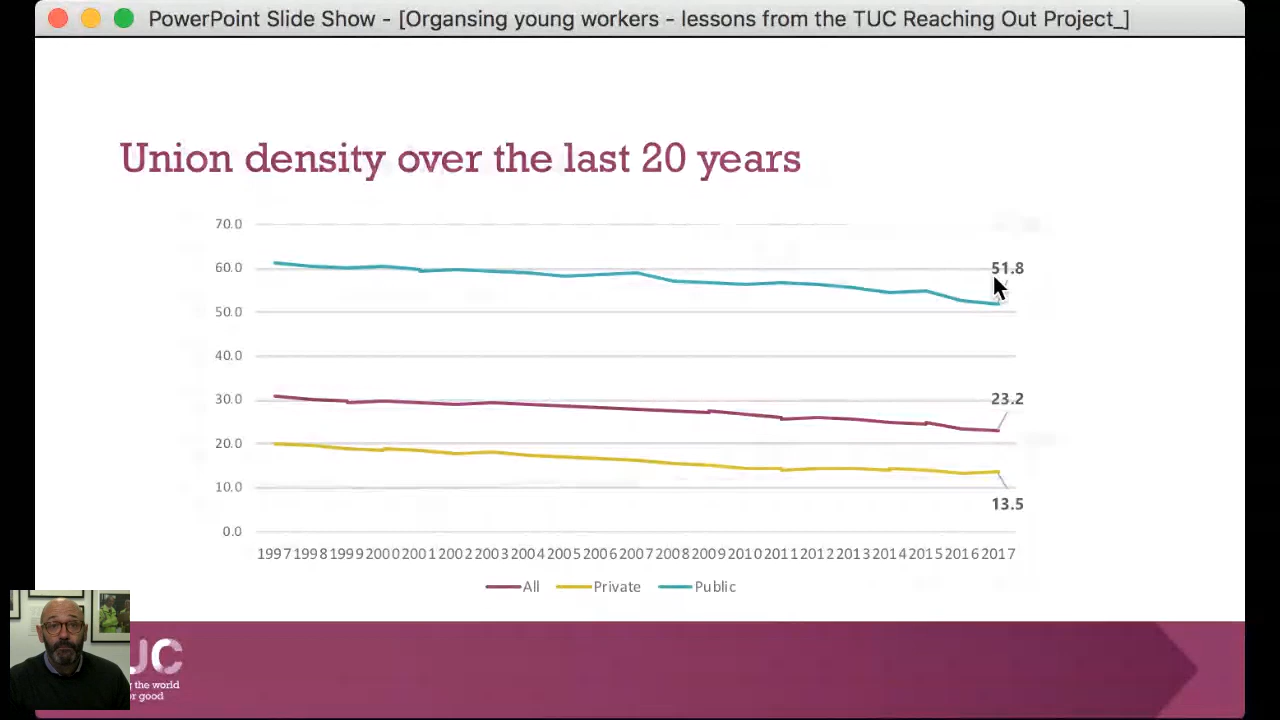 PowerPoint Slide Show - [Organsing young workers - lessons from the TUC Reaching Out Project_]
Union density over the last 20 years
70.0
60.0
51.8
50.0
40.0
30.0
23.2
20.0
10.0
13.5
0.0
1997 1998 1999 2000 2001 2002 2003 2004 2005 2006 2007 2008 2009 2010 2011 2012 2013 2014 2015 2016 2017
All Private Public
UC
the world
or good